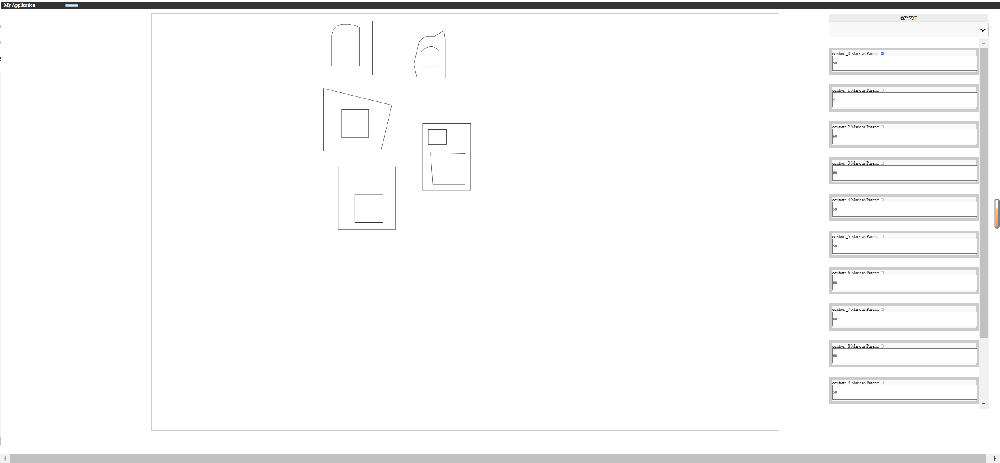 My Application Play Music
选择文件
contour_0 Mark as Parent:
50
contour_1 Mark as Parent:
41
contour_2 Mark as Parent:
50
contour_3 Mark as Parent:
50
contour_4 Mark as Parent:
50
contour_5 Mark as Parent:
50
contour_6 Mark as Parent:
50
contour_7 Mark as Parent:
50
contour_8 Mark as Parent:
50
contour_9 Mark as Parent:
50